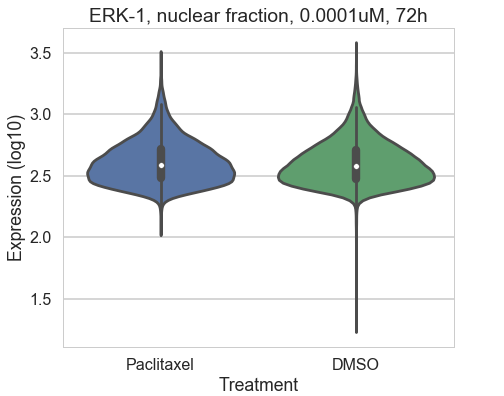 ERK-1, nuclear fraction, 0.0001uM, 72h
3.5
3.0
2.5
2.0
1.5
Expression (log10)
Paclitaxel DMSO
Treatment